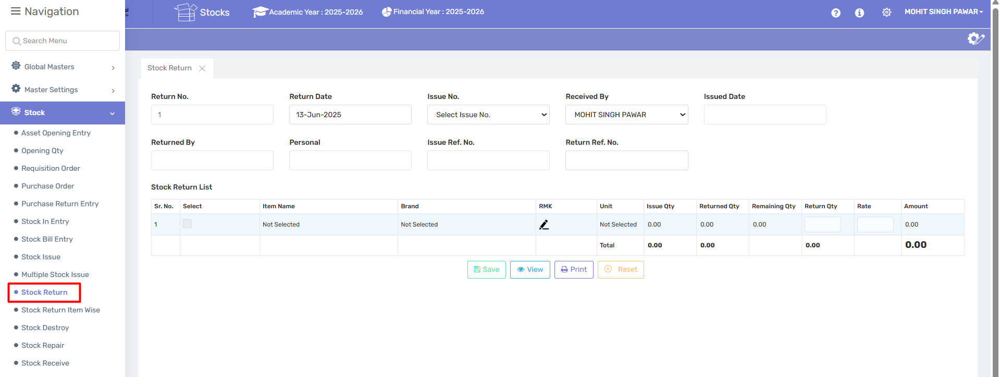 Navigation
Stocks
Academic Year : 2025-2026
Financial Year : 2025-2026
MOHIT SINGH PAWAR
Search Menu
Global Masters
Master Settings
Stock
Asset Opening Entry
Opening Qty
Requisition Order
Purchase Order
Purchase Return Entry
Stock In Entry
Stock Bill Entry
Stock Issue
Multiple Stock Issue
Stock Return
Stock Return Item Wise
Stock Destroy
Stock Repair
Stock Receive
Stock Return
Return No. Return Date Issue No. Received By Issued Date
1 13-Jun-2025 Select Issue No. MOHIT SINGH PAWAR
Returned By Personal Issue Ref. No. Return Ref. No.
Stock Return List
Sr. No. Select Item Name Brand RMK Unit Issue Qty Returned Qty Remaining Qty Return Qty Rate Amount
1 Not Selected Not Selected Not Selected 0.00 0.00 0.00 0.00
Total 0.00 0.00 0.00 0.00
Save View Print Reset